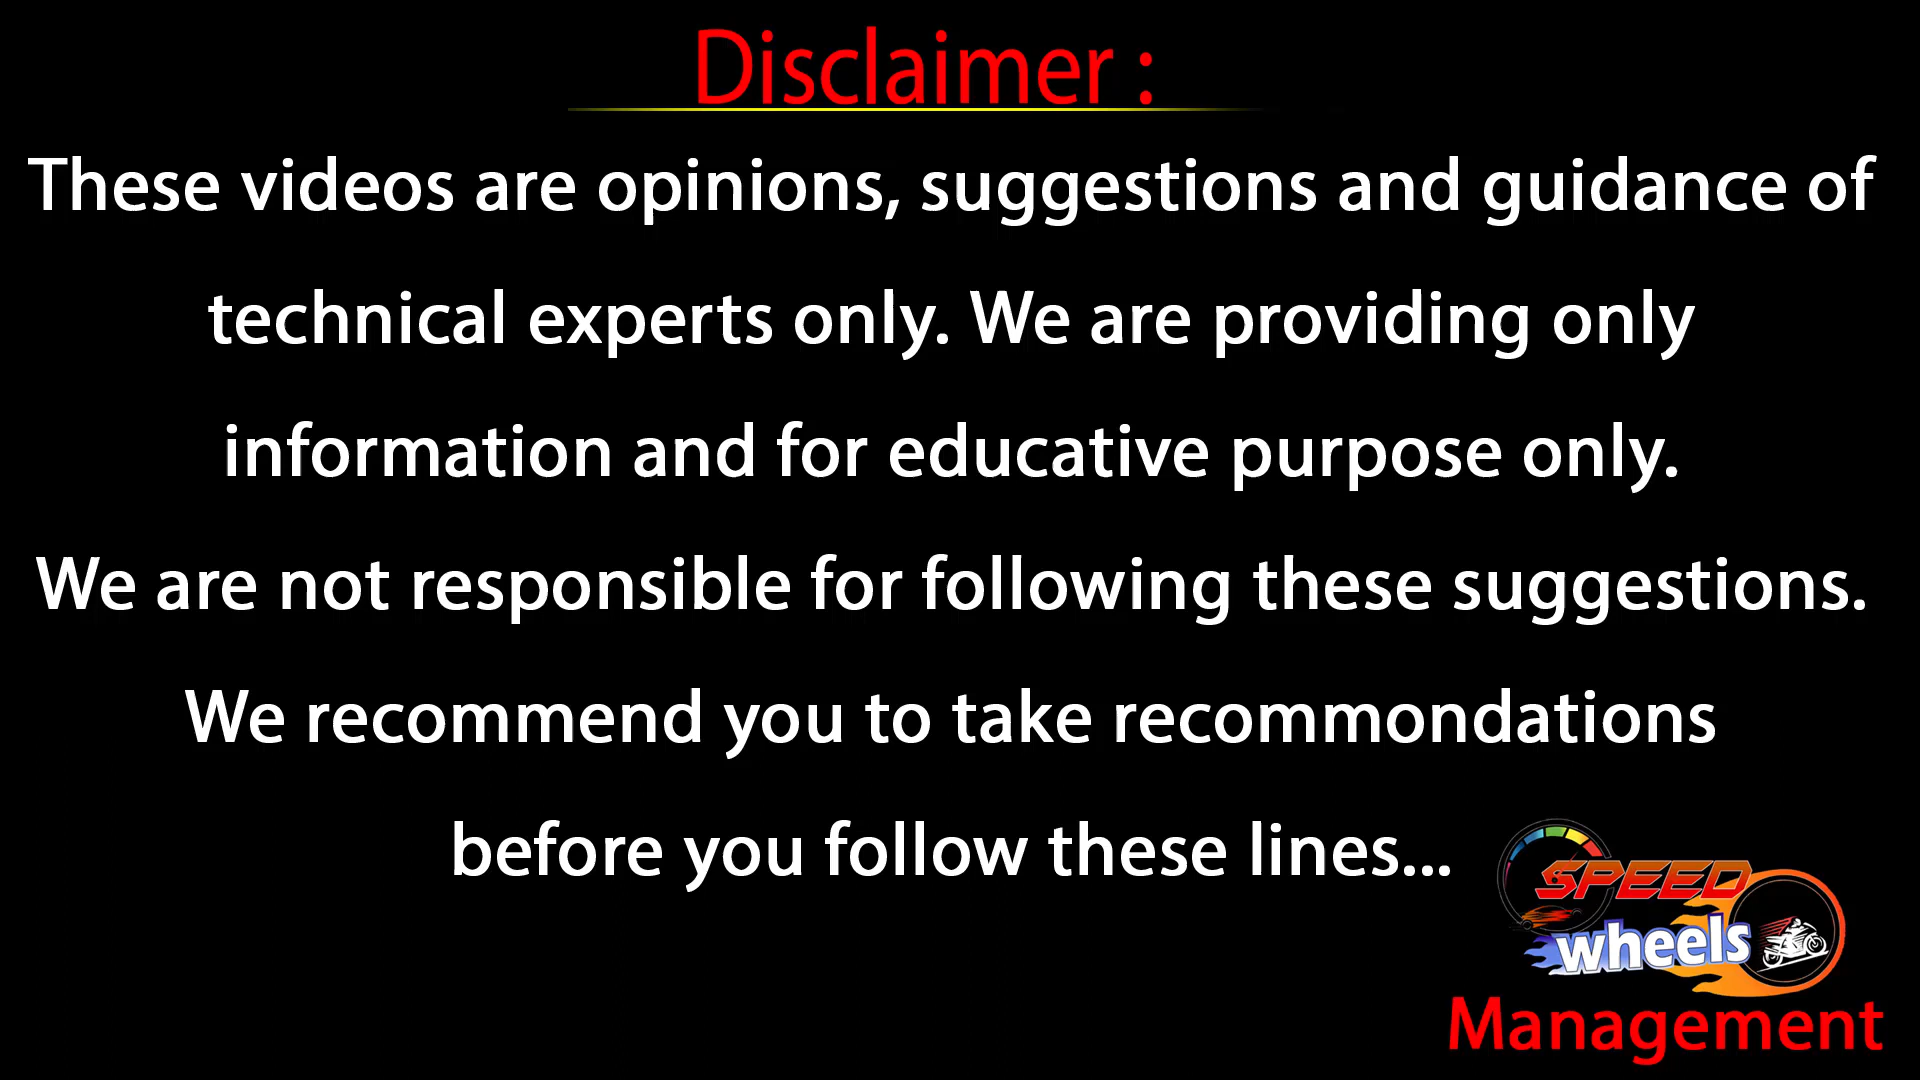 Disclaimer :
These videos are opinions, suggestions and guidance of
technical experts only. We are providing only
information and for educative purpose only.
We are not responsible for following these suggestions.
We recommend you to take recommondations
before you follow these lines...
SPEED
wheels
Management